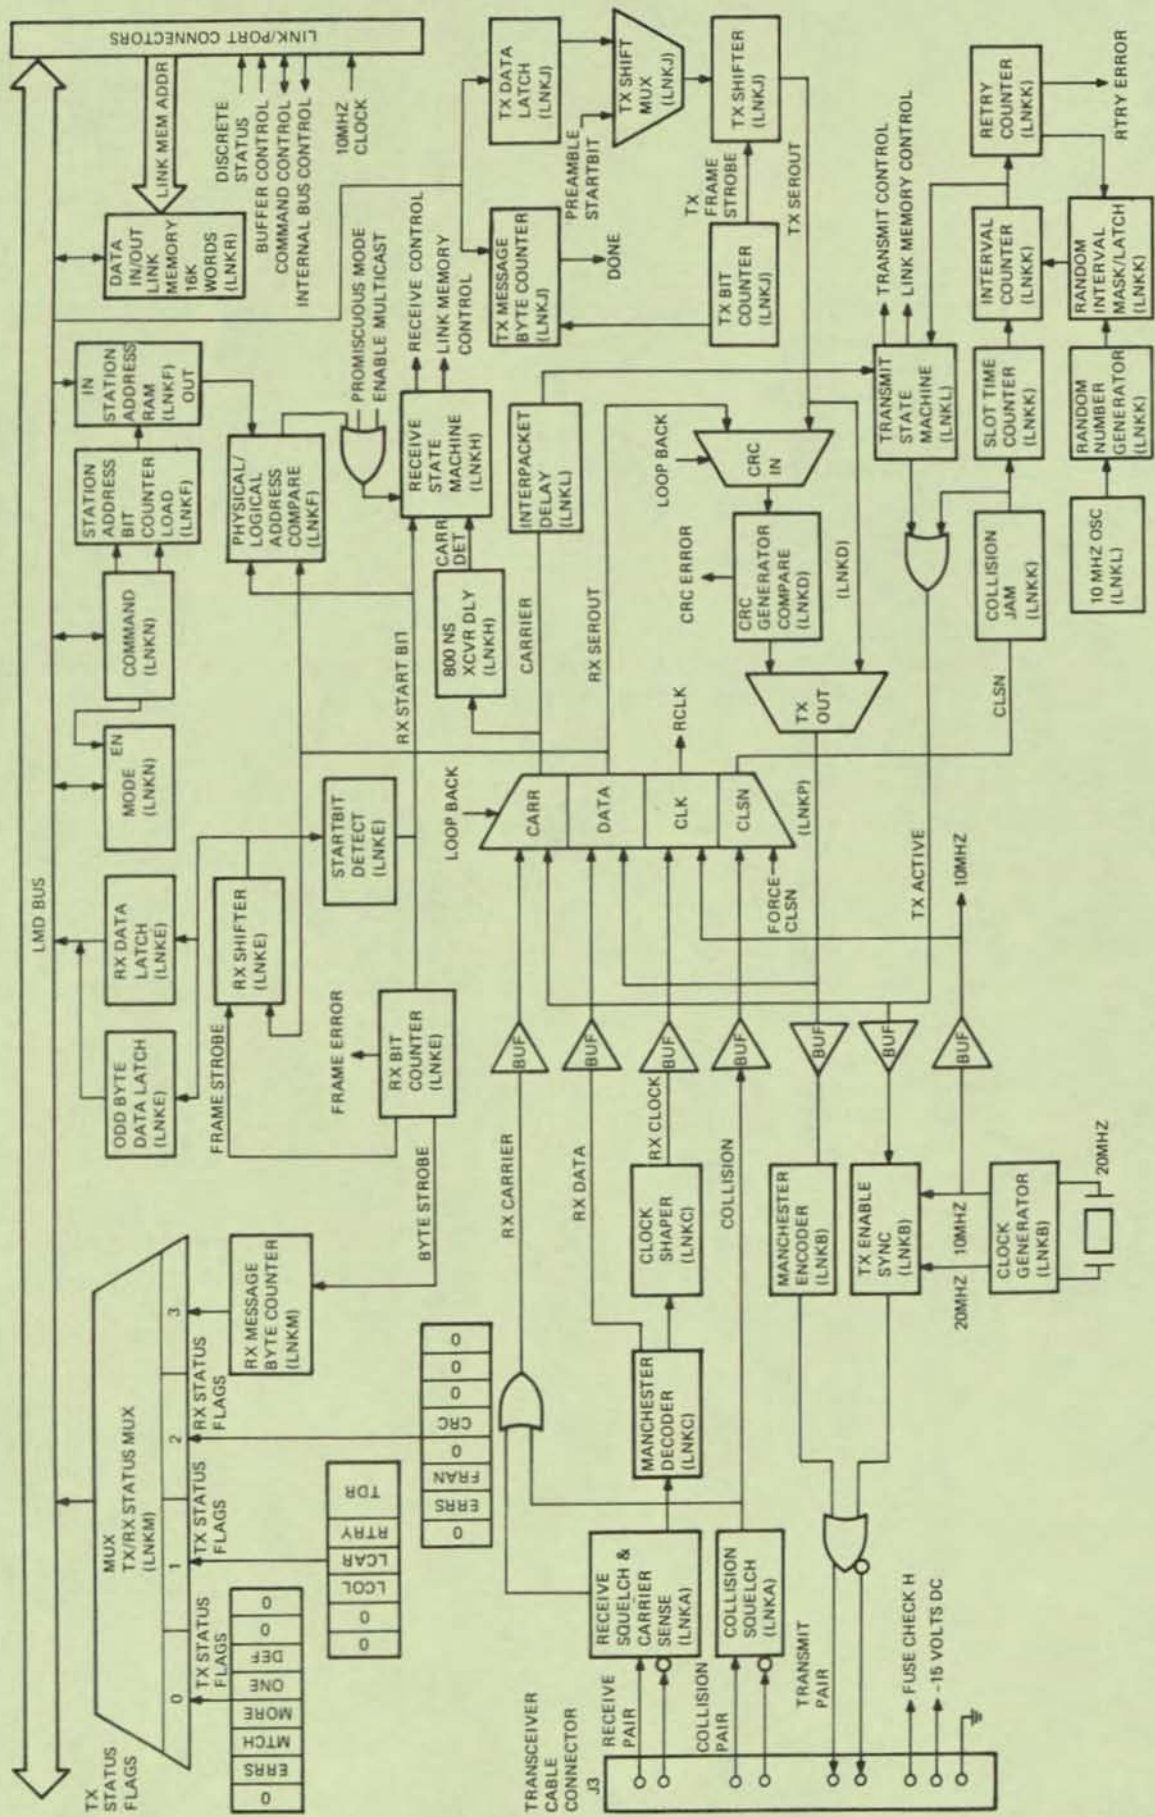 LMD BUS
LINK/PORT CONNECTORS
TX
STATUS
FLAGS
MUX
TX/RX STATUS MUX
(LNKM)
0
1
2
3
TX STATUS
FLAGS
TX STATUS
FLAGS
RX STATUS
FLAGS
0
ERRS
MTCH
MORE
ONE
DEF
0
0
0
0
LCOL
LCAR
RTRY
TDR
0
ERRS
FRAN
0
CRC
0
0
0
RX MESSAGE
BYTE COUNTER
(LNKM)
BYTE STROBE
ODD BYTE
DATA LATCH
(LNKE)
RX DATA
LATCH
(LNKE)
FRAME STROBE
RX SHIFTER
(LNKE)
FRAME ERROR
RX BIT
COUNTER
(LNKE)
STARTBIT
DETECT
(LNKE)
RX START BIT
MODE
(LNKN)
EN
COMMAND
(LNKN)
STATION
ADDRESS
BIT
COUNTER
LOAD
(LNKF)
IN
STATION
ADDRESS
RAM
(LNKF)
OUT
PHYSICAL/
LOGICAL
ADDRESS
COMPARE
(LNKF)
DATA
IN/OUT
LINK
MEMORY
16K
WORDS
(LNKR)
LINK MEM ADDR
DISCRETE
STATUS
BUFFER CONTROL
COMMAND CONTROL
INTERNAL BUS CONTROL
10MHZ
CLOCK
PROMISCUOUS MODE
ENABLE MULTICAST
RECEIVE
STATE
MACHINE
(LNKH)
RECEIVE CONTROL
LINK MEMORY
CONTROL
CARR
DET
800 NS
XCVR DLY
(LNKH)
CARRIER
INTERPACKET
DELAY
(LNKL)
RX SEROUT
TX DATA
LATCH
(LNKJ)
PREAMBLE
STARTBIT
TX SHIFT
MUX
(LNKJ)
TX SHIFTER
(LNKJ)
TX MESSAGE
BYTE COUNTER
(LNKJ)
DONE
TX
FRAME
STROBE
TX BIT
COUNTER
(LNKJ)
TX SEROUT
TRANSCEIVER
CABLE
CONNECTOR
J3
RECEIVE
PAIR
COLLISION
PAIR
TRANSMIT
PAIR
FUSE CHECK H
-15 VOLTS DC
RECEIVE
SQUELCH &
CARRIER
SENSE
(LNKA)
COLLISION
SQUELCH
(LNKA)
MANCHESTER
DECODER
(LNKC)
CLOCK
SHAPER
(LNKC)
RX CARRIER
RX DATA
RX CLOCK
COLLISION
BUF
BUF
BUF
BUF
BUF
BUF
BUF
MANCHESTER
ENCODER
(LNKB)
TX ENABLE
SYNC
(LNKB)
20MHZ
10MHZ
CLOCK
GENERATOR
(LNKB)
20MHZ
10MHZ
LOOP BACK
CARR
DATA
CLK
CLSN
FORCE
CLSN
(LNKP)
RCLK
TX ACTIVE
CLSN
LOOP BACK
CRC
IN
CRC ERROR
CRC
GENERATOR
COMPARE
(LNKD)
(LNKD)
TX
OUT
TRANSMIT
STATE
MACHINE
(LNKL)
TRANSMIT CONTROL
LINK MEMORY CONTROL
COLLISION
JAM
(LNKK)
SLOT TIME
COUNTER
(LNKK)
INTERVAL
COUNTER
(LNKK)
RETRY
COUNTER
(LNKK)
RTRY ERROR
10 MHZ OSC
(LNKL)
RANDOM
NUMBER
GENERATOR
(LNKK)
RANDOM
INTERVAL
MASK/LATCH
(LNKK)